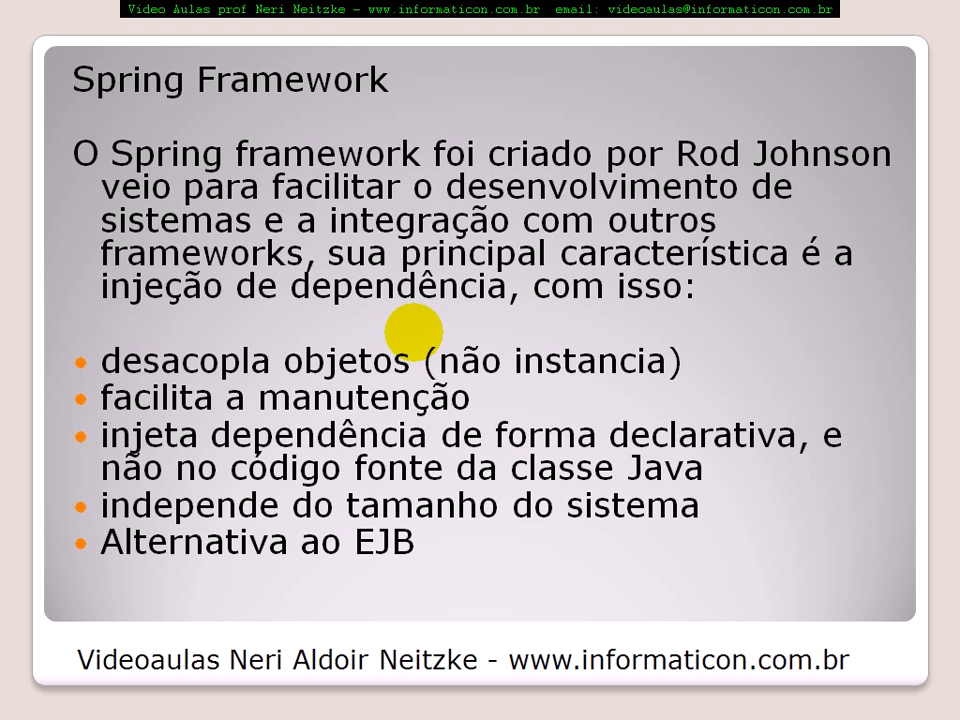 Video Aulas prof Neri Neitzke – www.informaticon.com.br email: videoaulas@informaticon.com.br
Spring Framework
O Spring framework foi criado por Rod Johnson
veio para facilitar o desenvolvimento de
sistemas e a integração com outros
frameworks, sua principal característica é a
injeção de dependência, com isso:
• desacopla objetos (não instancia)
• facilita a manutenção
• injeta dependência de forma declarativa, e
não no código fonte da classe Java
• independe do tamanho do sistema
• Alternativa ao EJB
Videoaulas Neri Aldoir Neitzke - www.informaticon.com.br